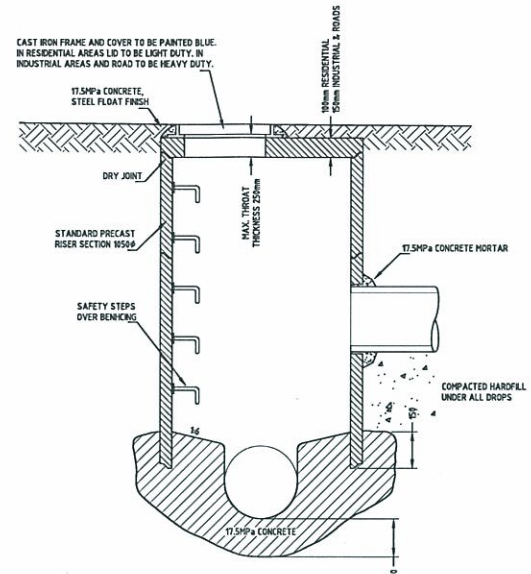 CAST IRON FRAME AND COVER TO BE PAINTED BLUE.
IN RESIDENTIAL AREAS LID TO BE LIGHT DUTY. IN
INDUSTRIAL AREAS AND ROAD TO BE HEAVY DUTY.
100mm RESIDENTIAL
150mm INDUSTRIAL & ROADS
17.5MPa CONCRETE,
STEEL FLOAT FINISH
DRY JOINT
MAX. THROAT
THICKNESS 250mm
STANDARD PRECAST
RISER SECTION 1050ϕ
17.5MPa CONCRETE MORTAR
SAFETY STEPS
OVER BENHCING
COMPACTED HARDFILL
UNDER ALL DROPS
150
17.5MPa CONCRETE